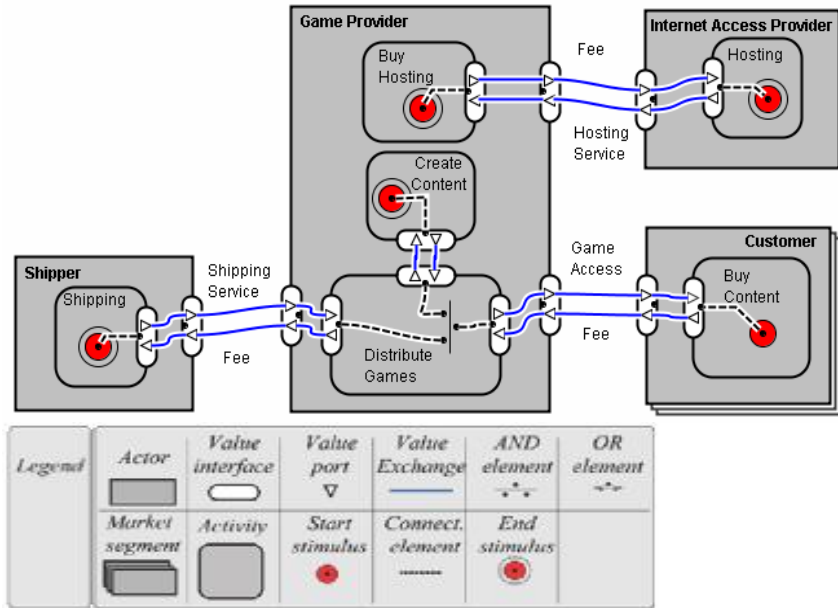 Game Provider
Internet Access Provider
Buy
Hosting
Fee
Hosting
Hosting
Service
Create
Content
Shipper
Shipping
Service
Game
Access
Customer
Shipping
Buy
Content
Fee
Distribute
Games
Fee
Legend
Actor
Value
interface
Value
port
Value
Exchange
AND
element
OR
element
Market
segment
Activity
Start
stimulus
Connect.
element
End
stimulus